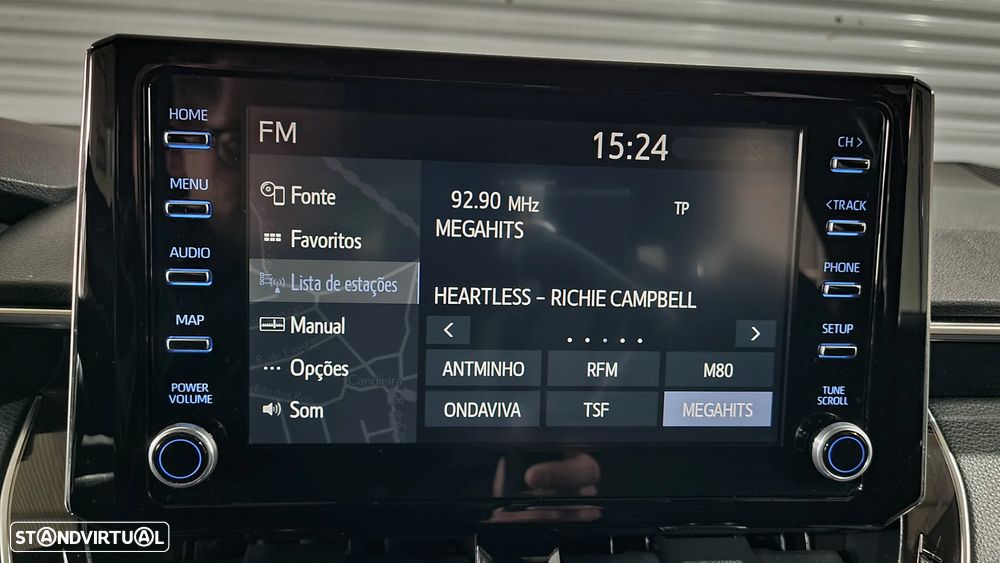 HOME
MENU
AUDIO
MAP
POWER
VOLUME
FM
15:24
Fonte
Favoritos
Lista de estações
Manual
Opções
Som
92.90 MHz
TP
MEGAHITS
HEARTLESS - RICHIE CAMPBELL
<
>
ANTMINHO
RFM
M80
ONDAVIVA
TSF
MEGAHITS
CH >
<TRACK
PHONE
SETUP
TUNE
SCROLL
Candieira
STANDVIRTUAL